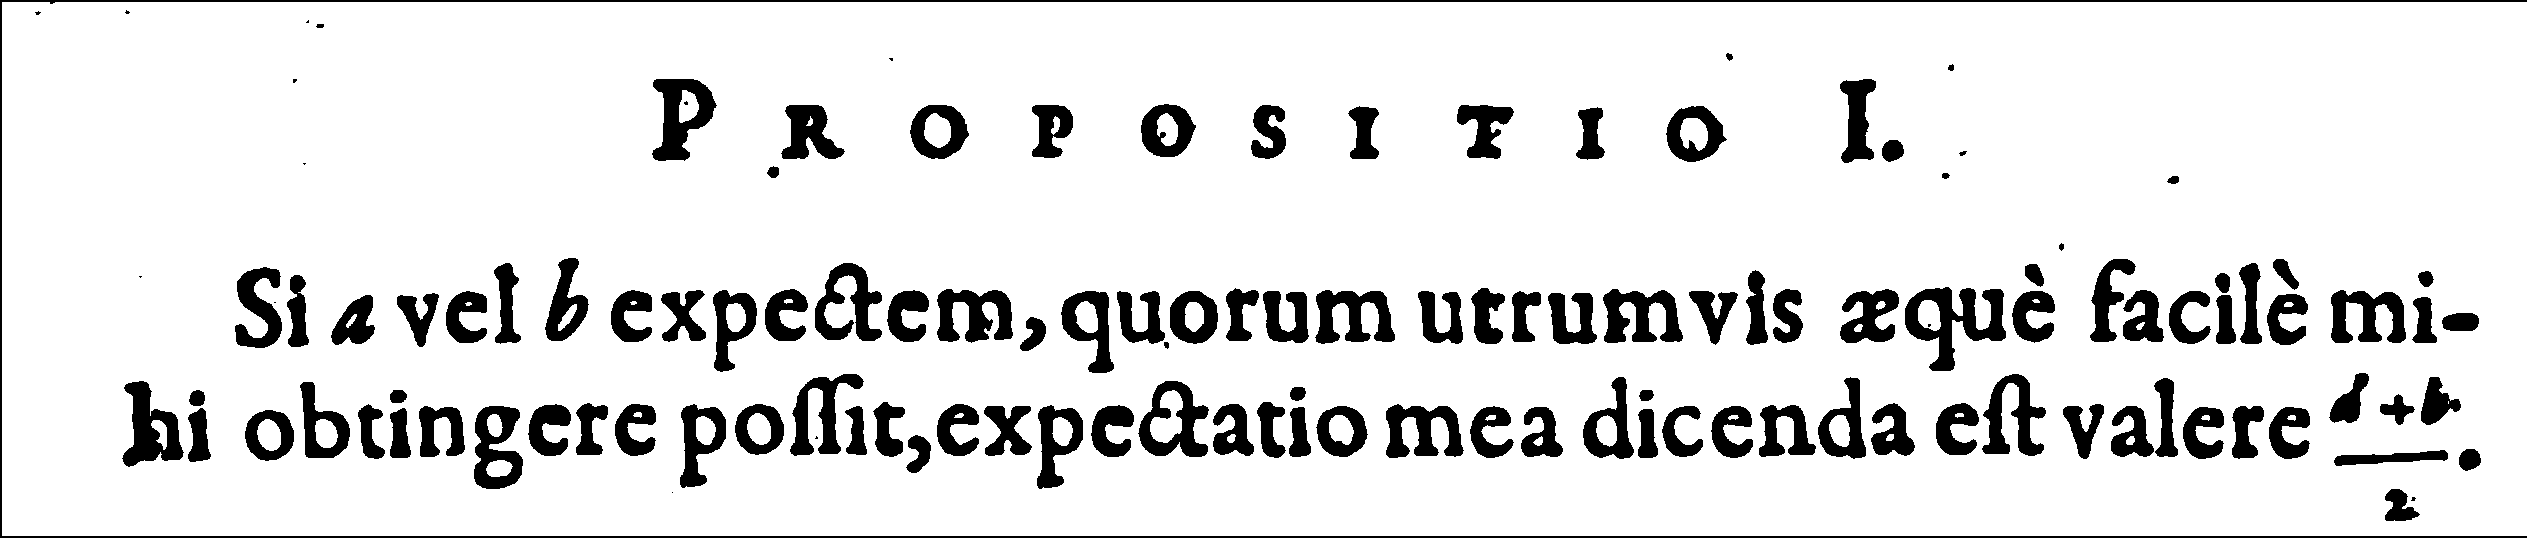 PROPOSITIO I.
Si a vel b expectem, quorum utrumvis æquè facilè mi-
hi obtingere poſſit, expectatio mea dicenda eſt valere (a+b)/2.